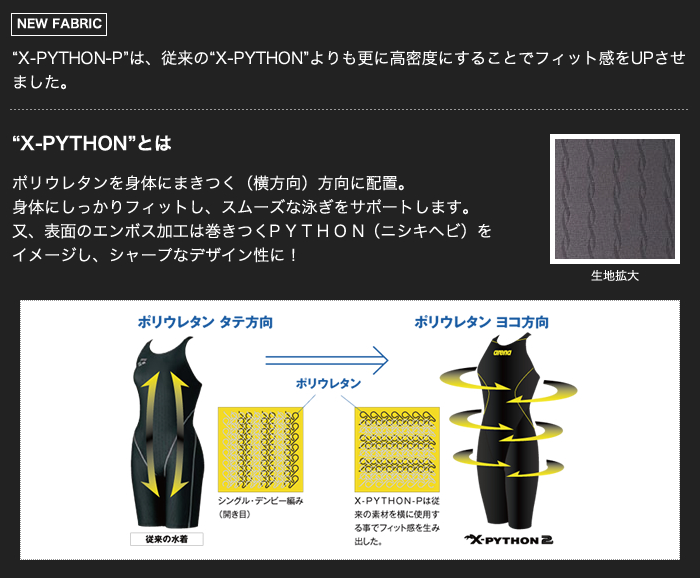 NEW FABRIC
“X-PYTHON-P”は、従来の“X-PYTHON”よりも更に高密度にすることでフィット感をUPさせ
ました。
“X-PYTHON”とは
ポリウレタンを身体にまきつく（横方向）方向に配置。
身体にしっかりフィットし、スムーズな泳ぎをサポートします。
又、表面のエンボス加工は巻きつくＰＹＴＨＯＮ（ニシキヘビ）を
イメージし、シャープなデザイン性に！
生地拡大
ポリウレタン タテ方向
ポリウレタン ヨコ方向
ポリウレタン
arena
シングル・デンビー編み
（開き目）
X-PYTHON-Pは従
来の素材を横に使用す
る事でフィット感を生み
出した。
従来の水着
X-PYTHON 2